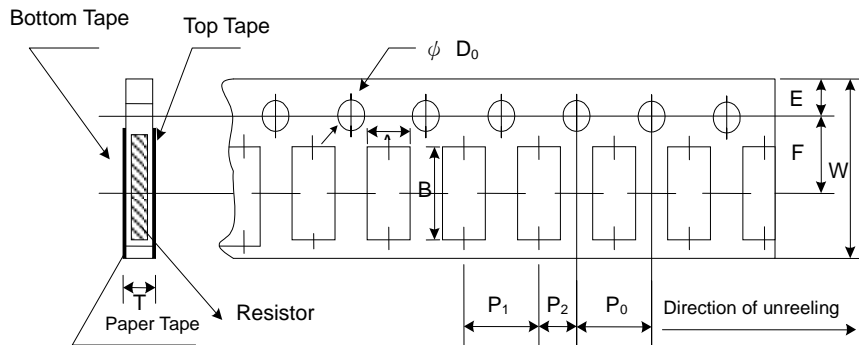 Bottom Tape
Top Tape
ψ D₀
E
F
W
B
T
P₁
P₂
P₀
Direction of unreeling
Resistor
Paper Tape